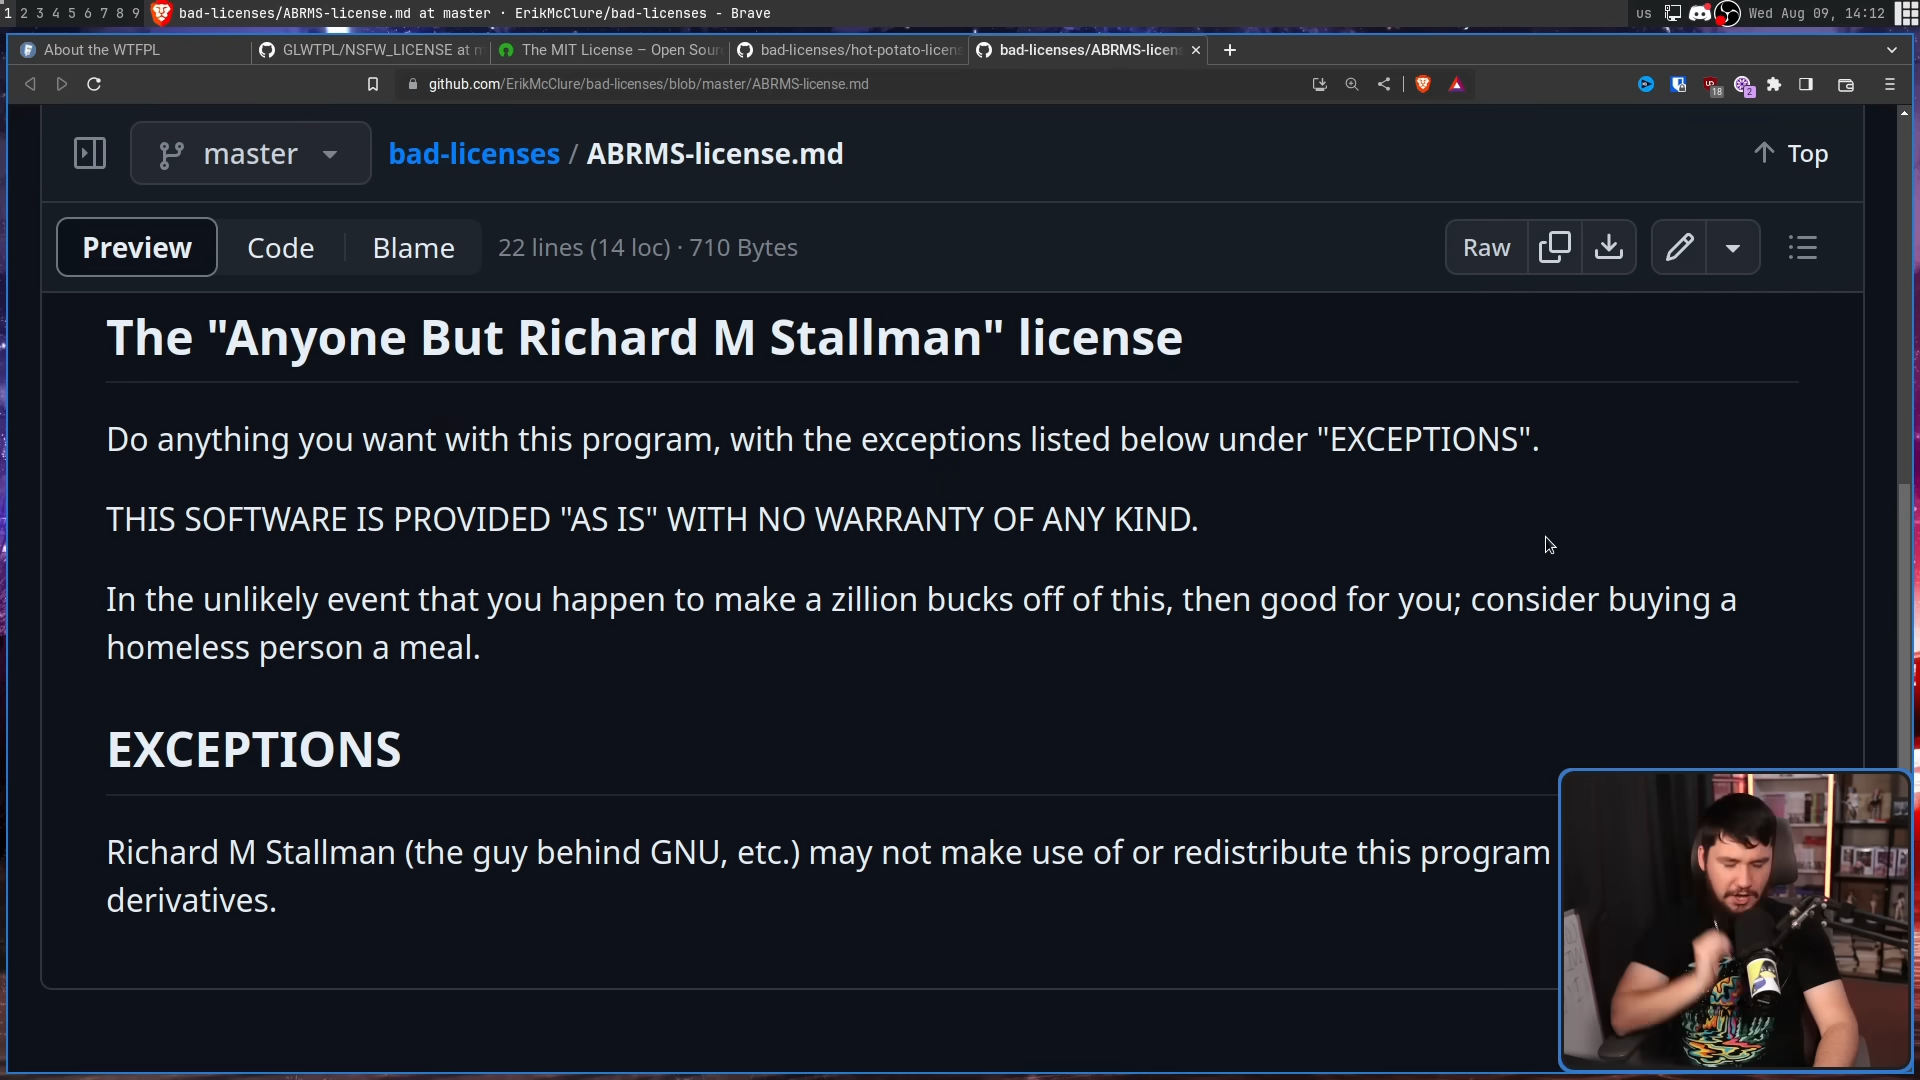 1 2 3 4 5 6 7 8 9 bad-licenses/ABRMS-license.md at master · ErikMcClure/bad-licenses - Brave us Wed Aug 09, 14:12
About the WTFPL GLWTPL/NSFW_LICENSE at m The MIT License – Open Sour bad-licenses/hot-potato-licens bad-licenses/ABRMS-licen
github.com/ErikMcClure/bad-licenses/blob/master/ABRMS-license.md 18 2
master bad-licenses / ABRMS-license.md Top
Preview Code Blame 22 lines (14 loc) · 710 Bytes Raw
The "Anyone But Richard M Stallman" license
Do anything you want with this program, with the exceptions listed below under "EXCEPTIONS".
THIS SOFTWARE IS PROVIDED "AS IS" WITH NO WARRANTY OF ANY KIND.
In the unlikely event that you happen to make a zillion bucks off of this, then good for you; consider buying a
homeless person a meal.
EXCEPTIONS
Richard M Stallman (the guy behind GNU, etc.) may not make use of or redistribute this program
derivatives.